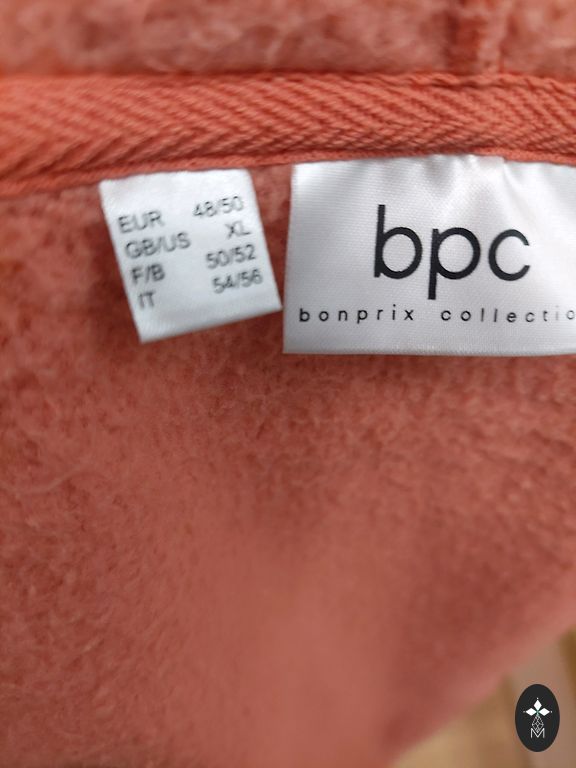 EUR 48/50
GB/US XL
F/B 50/52
IT 54/56
bpc
bonprix collectio
M